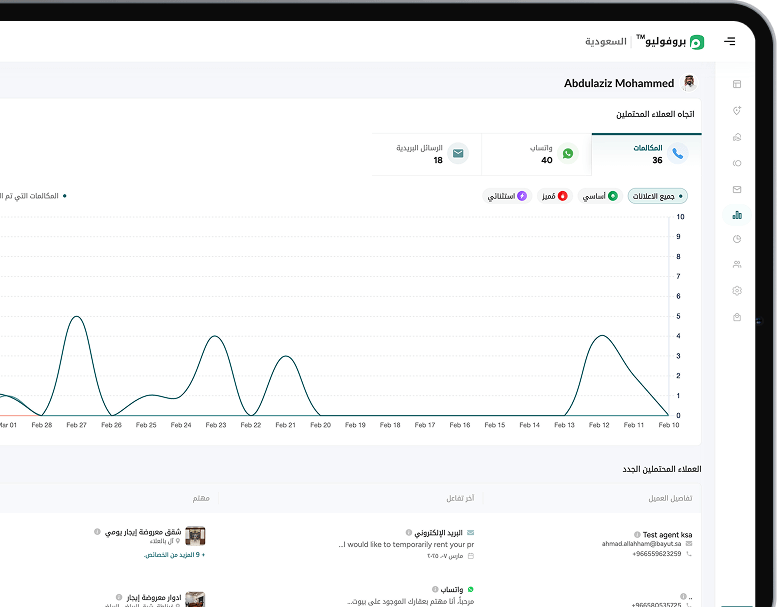 بروفوليو™ | السعودية
Abdulaziz Mohammed
اتجاه العملاء المحتملين
المكالمات
36
واتساب
40
الرسائل البريدية
18
جميع الاعلانات
أساسي
مُميز
استثنائي
المكالمات التي تم
10
9
8
7
6
5
4
3
2
1
0
Feb 10
Feb 11
Feb 12
Feb 13
Feb 14
Feb 15
Feb 16
Feb 17
Feb 18
Feb 19
Feb 20
Feb 21
Feb 22
Feb 23
Feb 24
Feb 25
Feb 26
Feb 27
Feb 28
Mar 01
العملاء المحتملين الجدد
تفاصيل العميل
آخر تفاعل
مهتم
Test agent ksa
ahmad.allahham@bayut.sa
+966559623259
البريد الإلكتروني
I would like to temporarily rent your pr...
مارس ٠٧، ٢٠٢٥
شقق معروضة إيجار يومي
+ 9 المزيد من الخصائص.
..
+966580535725
واتساب
مرحباً، أنا مهتم بعقارك الموجود على بيوت...
ادوار معروضة إيجار